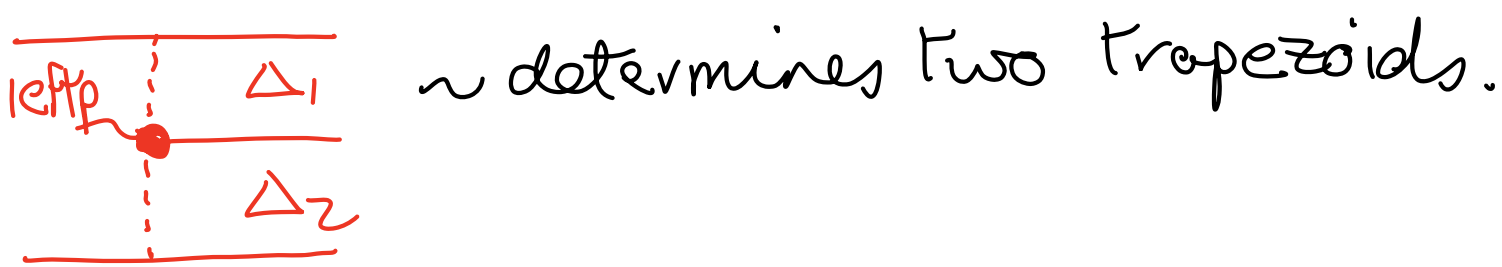 ~ determines two trapezoids.
Δ1
leftp
Δ2